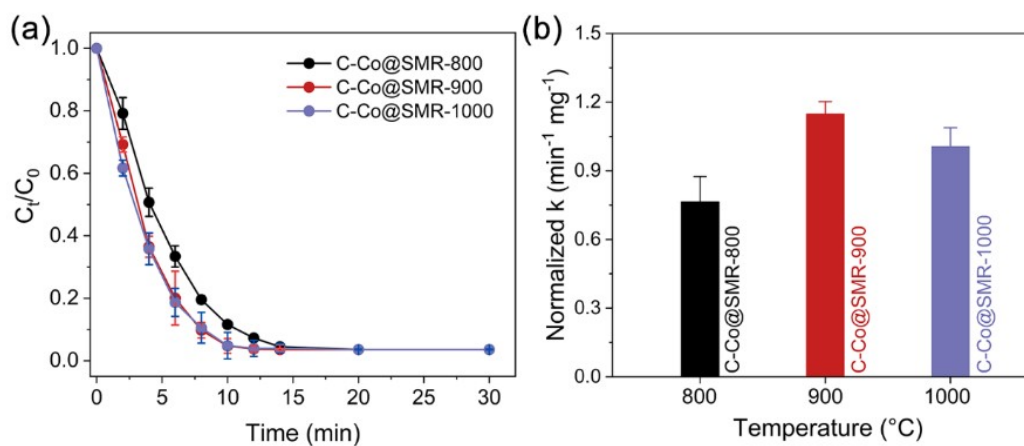 (a)
C-Co@SMR-800
C-Co@SMR-900
C-Co@SMR-1000
1.0
0.8
0.6
0.4
0.2
0.0
Cₜ/C₀
0 5 10 15 20 25 30
Time (min)
(b)
1.5
1.2
0.9
0.6
0.3
0.0
Normalized k (min⁻¹ mg⁻¹)
C-Co@SMR-800
C-Co@SMR-900
C-Co@SMR-1000
800 900 1000
Temperature (°C)